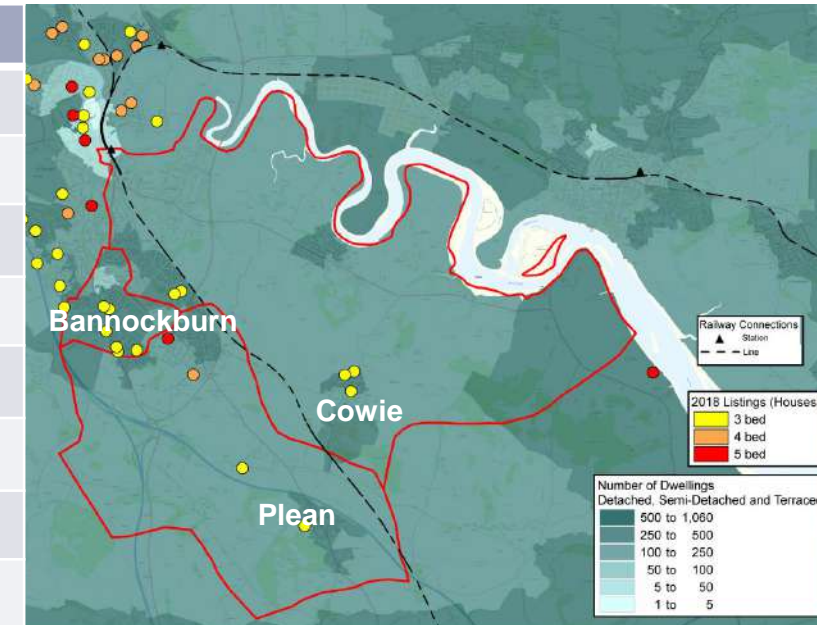 Bannockburn
Cowie
Plean
Railway Connections
Station
Line
2018 Listings (Houses
3 bed
4 bed
5 bed
Number of Dwellings
Detached, Semi-Detached and Terraced
500 to 1,060
250 to 500
100 to 250
50 to 100
5 to 50
1 to 5